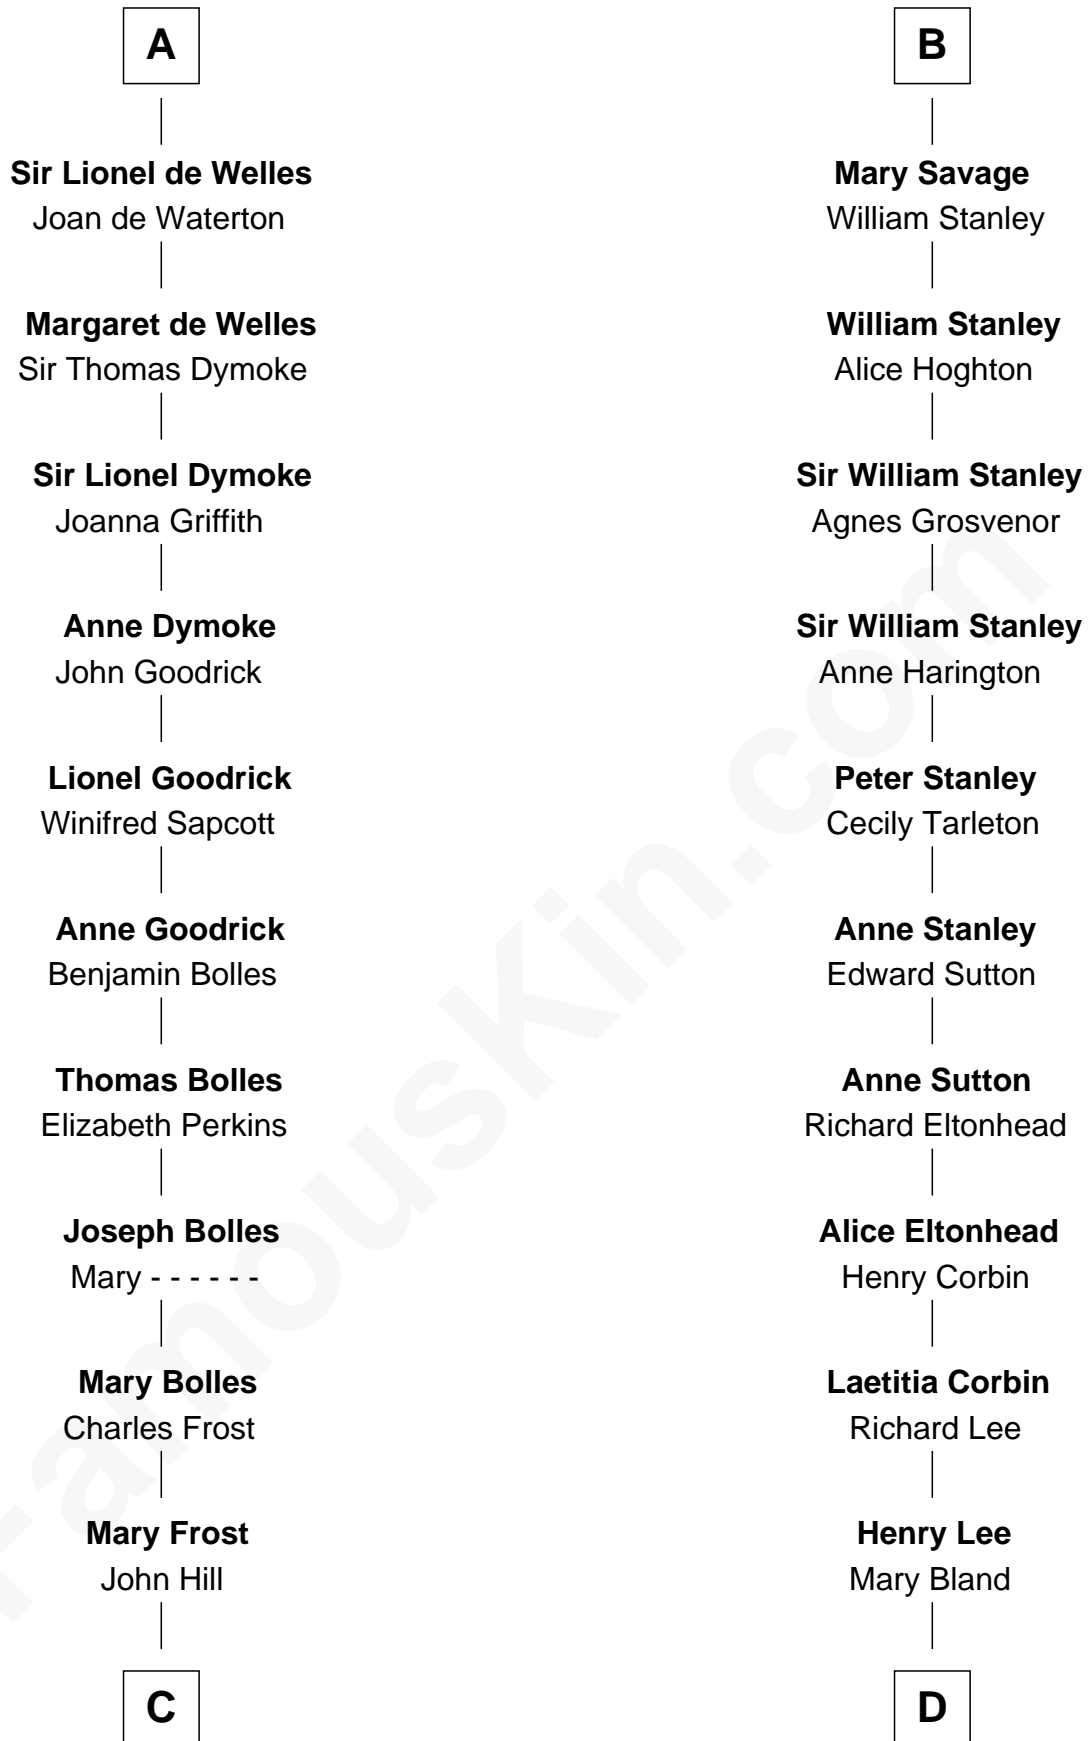 A
Sir Lionel de Welles
Joan de Waterton
Margaret de Welles
Sir Thomas Dymoke
Sir Lionel Dymoke
Joanna Griffith
Anne Dymoke
John Goodrick
Lionel Goodrick
Winifred Sapcott
Anne Goodrick
Benjamin Bolles
Thomas Bolles
Elizabeth Perkins
Joseph Bolles
Mary - - - - - -
Mary Bolles
Charles Frost
Mary Frost
John Hill
C
B
Mary Savage
William Stanley
William Stanley
Alice Hoghton
Sir William Stanley
Agnes Grosvenor
Sir William Stanley
Anne Harington
Peter Stanley
Cecily Tarleton
Anne Stanley
Edward Sutton
Anne Sutton
Richard Eltonhead
Alice Eltonhead
Henry Corbin
Laetitia Corbin
Richard Lee
Henry Lee
Mary Bland
D
FamousKin.com